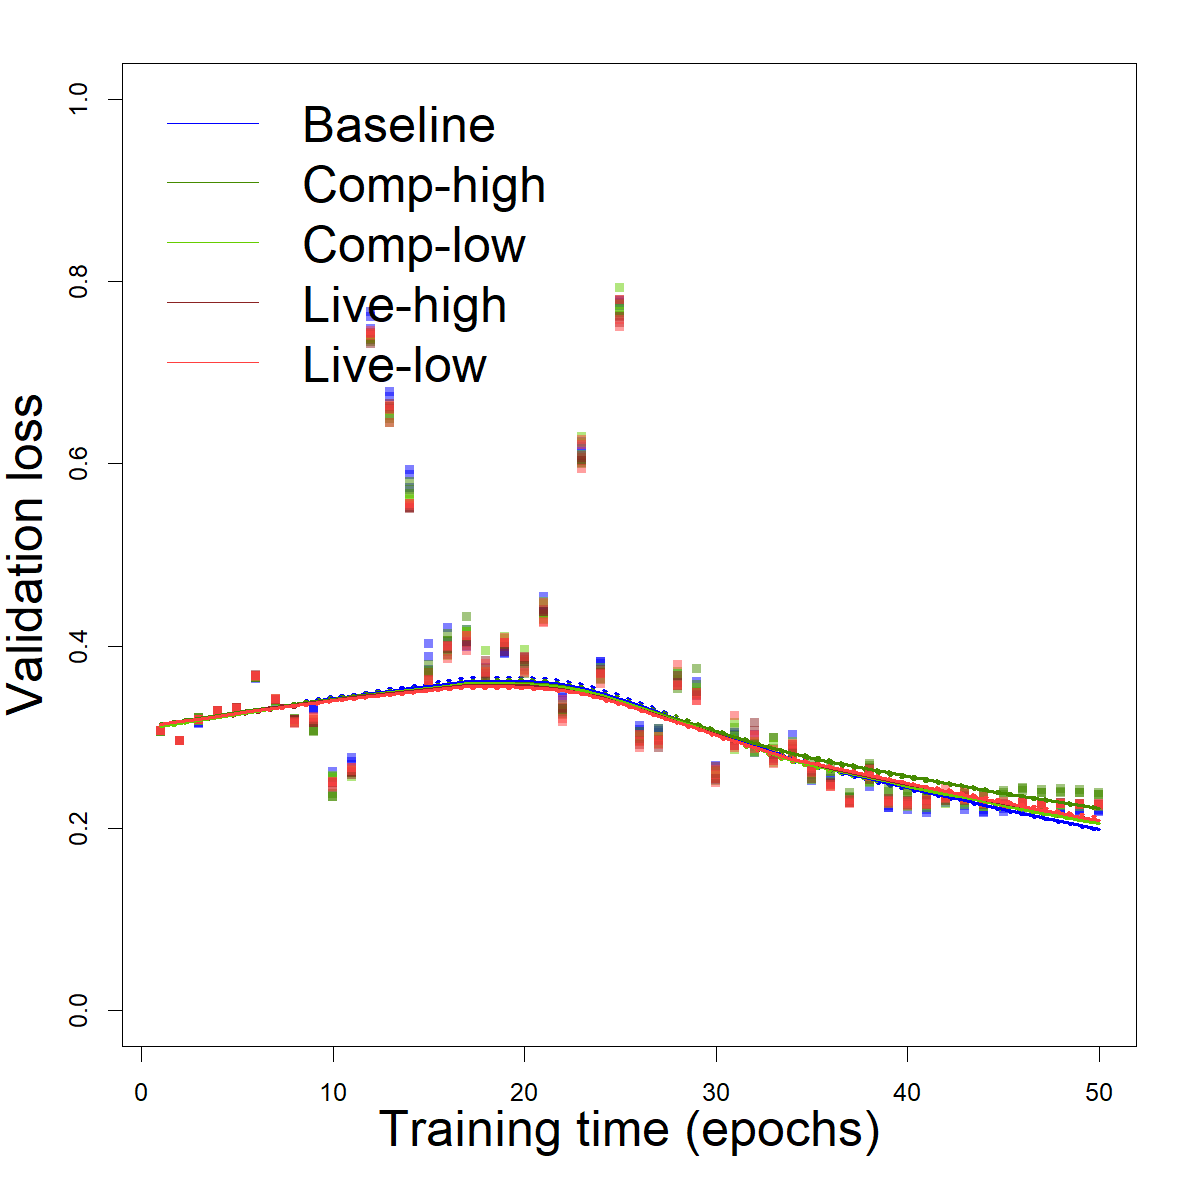 Baseline
Comp-high
Comp-low
Live-high
Live-low
Validation loss
1.0
0.8
0.6
0.4
0.2
0.0
0 10 20 30 40 50
Training time (epochs)